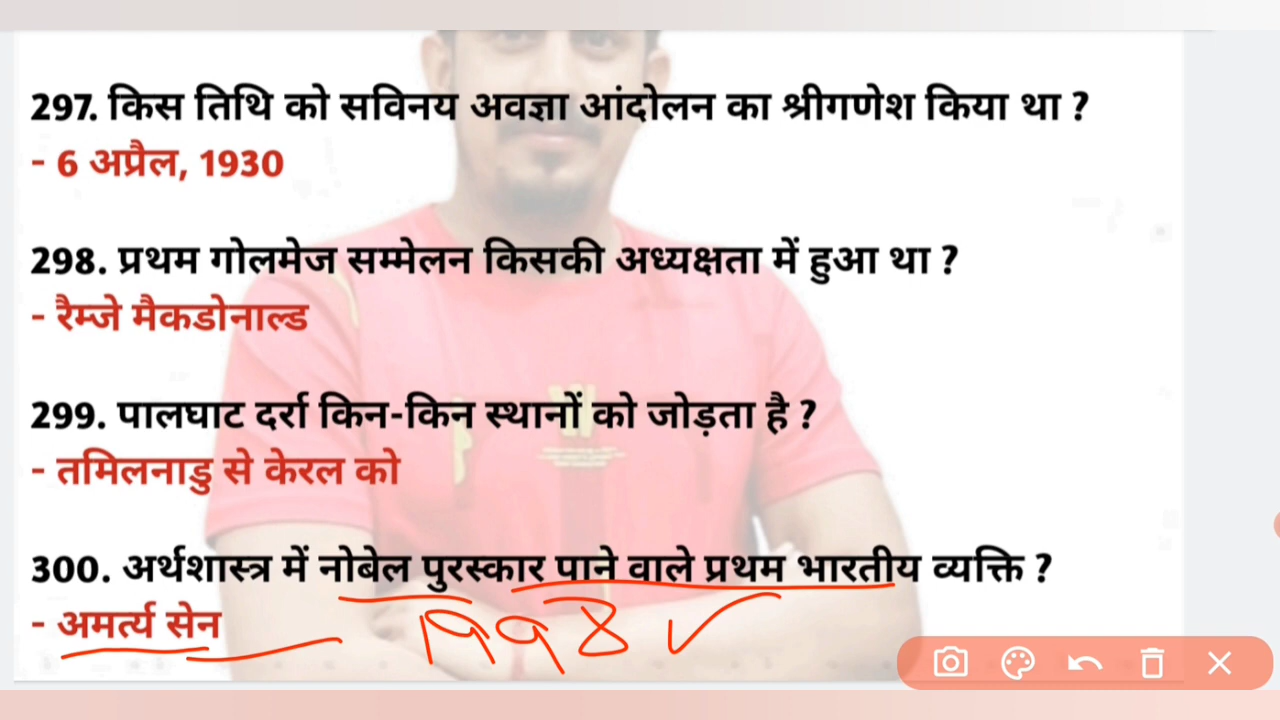 297. किस तिथि को सविनय अवज्ञा आंदोलन का श्रीगणेश किया था ?
- 6 अप्रैल, 1930
298. प्रथम गोलमेज सम्मेलन किसकी अध्यक्षता में हुआ था ?
- रैम्जे मैकडोनाल्ड
299. पालघाट दर्रा किन-किन स्थानों को जोड़ता है ?
- तमिलनाडु से केरल को
300. अर्थशास्त्र में नोबेल पुरस्कार पाने वाले प्रथम भारतीय व्यक्ति ?
- अमर्त्य सेन
1998